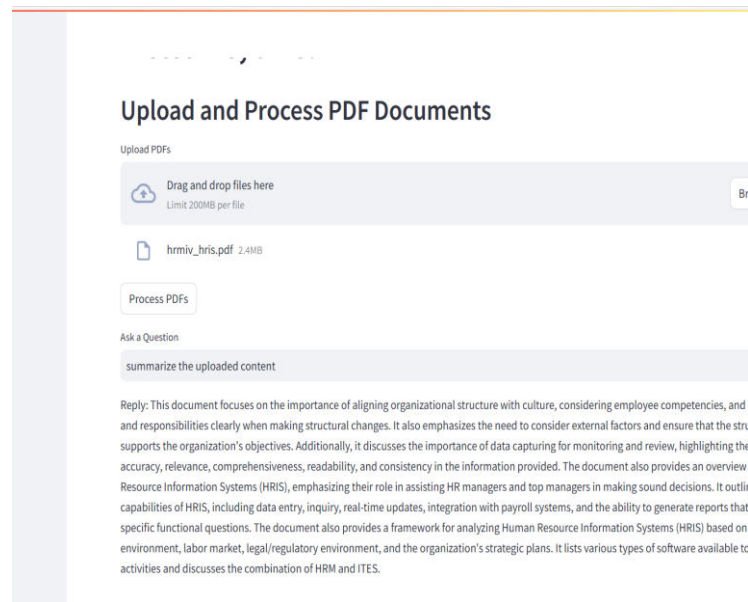 Upload and Process PDF Documents
Upload PDFs
Drag and drop files here
Limit 200MB per file
hrmiv_hris.pdf 2.4MB
Process PDFs
Ask a Question
summarize the uploaded content
Reply: This document focuses on the importance of aligning organizational structure with culture, considering employee competencies, and
and responsibilities clearly when making structural changes. It also emphasizes the need to consider external factors and ensure that the
supports the organization's objectives. Additionally, it discusses the importance of data capturing for monitoring and review, highlighting the
accuracy, relevance, comprehensiveness, readability, and consistency in the information provided. The document also provides an overview
Resource Information Systems (HRIS), emphasizing their role in assisting HR managers and top managers in making sound decisions. It
capabilities of HRIS, including data entry, inquiry, real-time updates, integration with payroll systems, and the ability to generate reports that
specific functional questions. The document also provides a framework for analyzing Human Resource Information Systems (HRIS) based on
environment, labor market, legal/regulatory environment, and the organization's strategic plans. It lists various types of software available to
activities and discusses the combination of HRM and ITES.